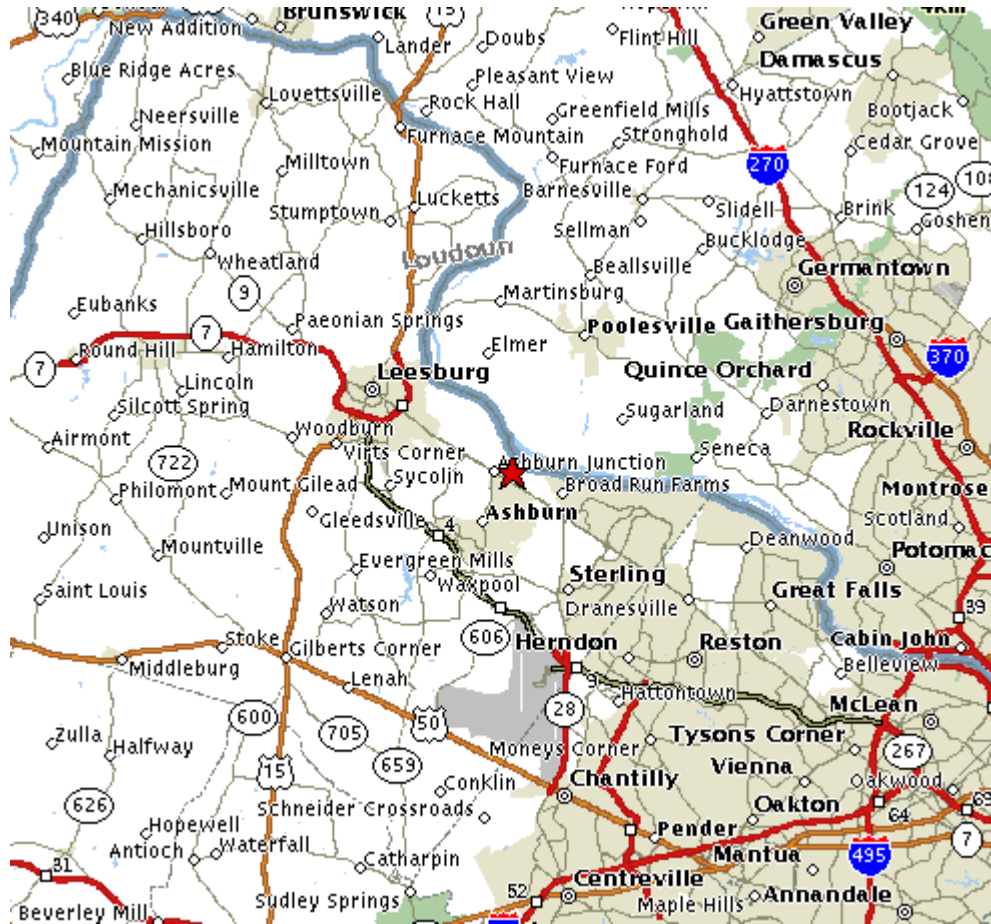 340
Brunswick
15
4km
New Addition
Lander
Doubs
Flint Hill
Green Valley
Damascus
Blue Ridge Acres
Pleasant View
Hyattstown
Lovettsville
Rock Hall
Bootjack
Neersville
Greenfield Mills
Furnace Mountain
Stronghold
Cedar Grove
Mountain Mission
Milltown
Furnace Ford
270
Mechanicsville
Lucketts
Barnesville
124
108
Stumptown
Slidell
Brink
Goshen
Hillsboro
Sellman
Bucklodge
Loudoun
Wheatland
Beallsville
Germantown
9
Martinsburg
Eubanks
Paeonian Springs
Poolesville
Gaithersburg
7
Round Hill
Hamilton
Elmer
370
7
Leesburg
Quince Orchard
Lincoln
Silcott Spring
Sugarland
Darnestown
Woodburn
Rockville
Airmont
Virts Corner
Seneca
722
Ashburn Junction
Philomont
Mount Gilead
Sycolin
Broad Run Farms
Montrose
Gleedsville
Ashburn
Scotland
Unison
4
Deanwood
Mountville
Evergreen Mills
Potomac
Waxpool
Sterling
Saint Louis
Watson
Dranesville
Great Falls
39
606
Stoke
Gilberts Corner
Herndon
Reston
Cabin John
Middleburg
Belleview
Lenah
9
Hattontown
600
50
28
McLean
705
Zulla
Halfway
Moneys Corner
Tysons Corner
267
15
659
Vienna
Conklin
Chantilly
Oakwood
626
Schneider Crossroads
Oakton
69
64
Hopewell
Pender
7
Antioch
Waterfall
Mantua
495
31
Catharpin
Centreville
52
Annandale
Sudley Springs
Maple Hills
Beverley Mill